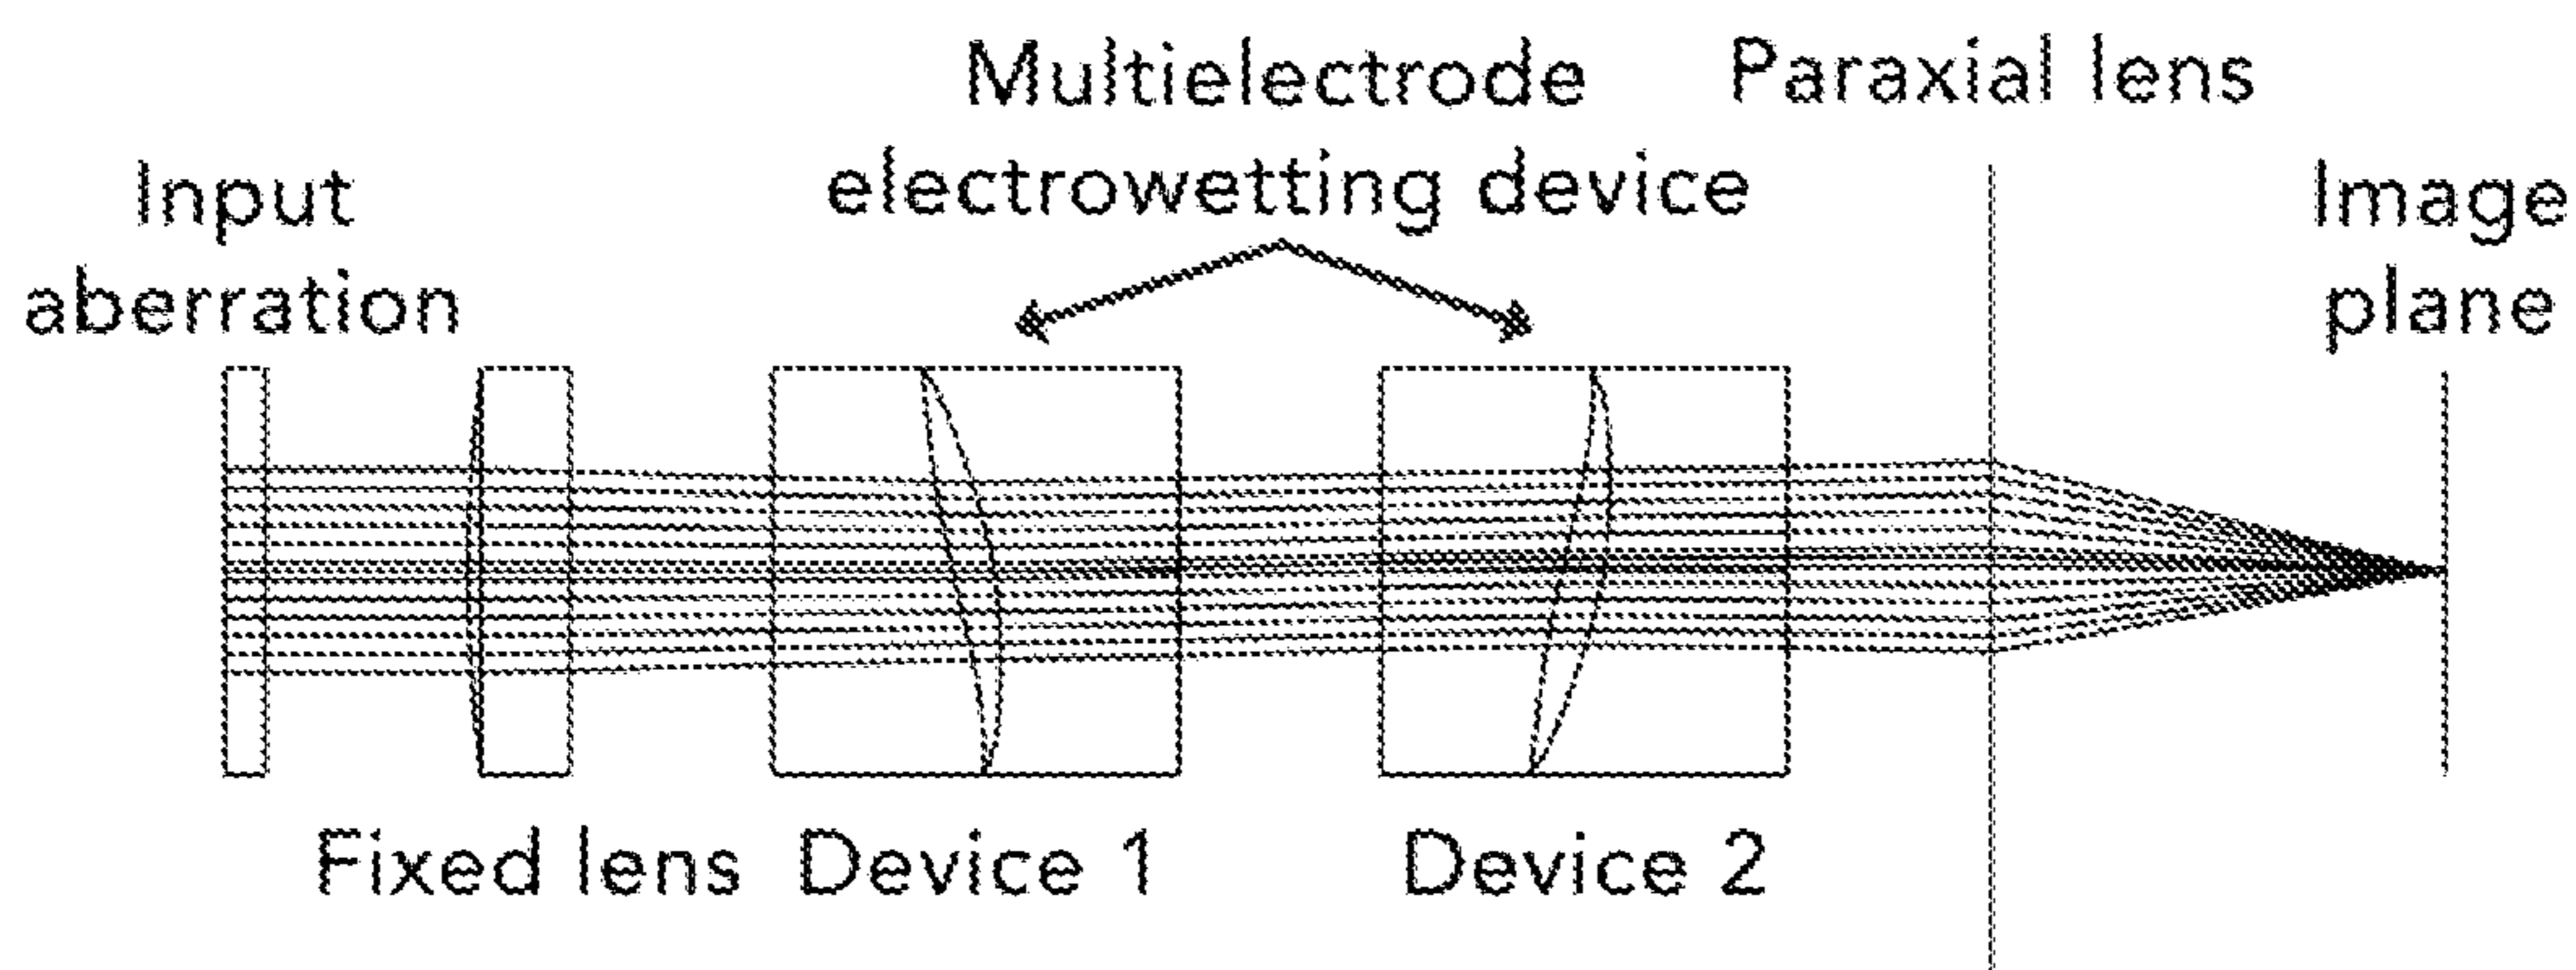 Multielectrode
electrowetting device
Paraxial lens
Input
aberration
Image
plane
Fixed lens
Device 1
Device 2